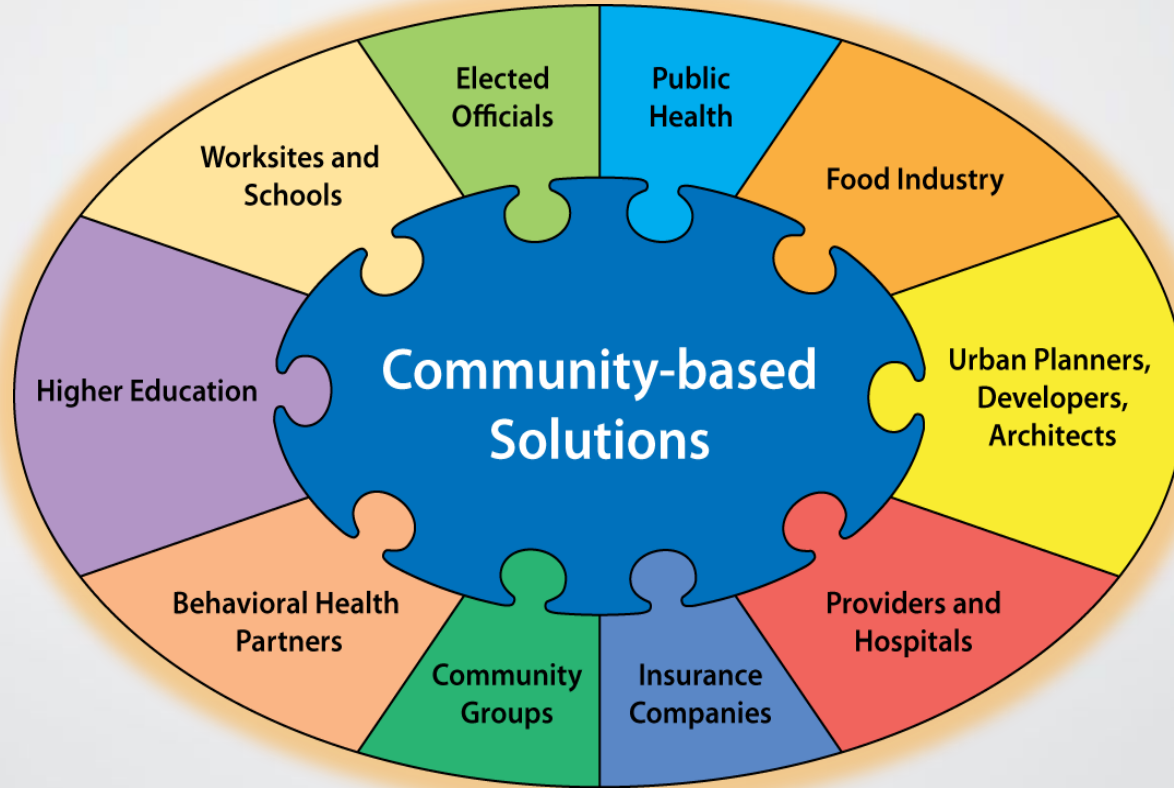 Elected
Officials
Public
Health
Worksites and
Schools
Food Industry
Higher Education
Community-based
Solutions
Urban Planners,
Developers,
Architects
Behavioral Health
Partners
Providers and
Hospitals
Community
Groups
Insurance
Companies